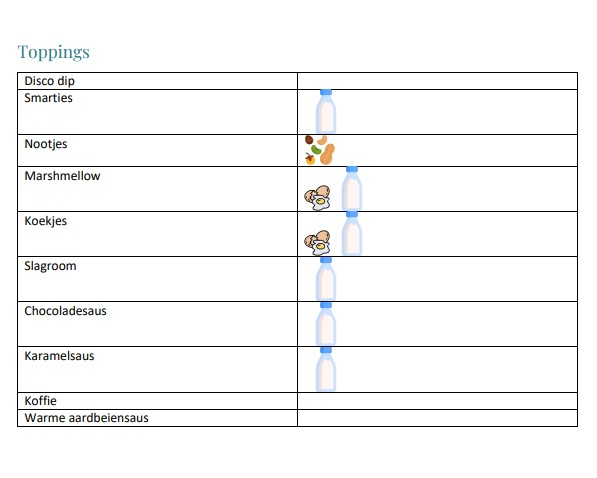 Toppings
Disco dip
Smarties
Nootjes
Marshmellow
Koekjes
Slagroom
Chocoladesaus
Karamelsaus
Koffie
Warme aardbeiensaus